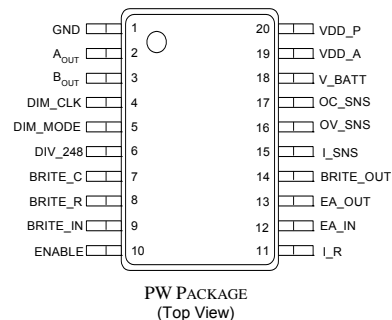 GND 1 20 VDD_P
AOUT 2 19 VDD_A
BOUT 3 18 V_BATT
DIM_CLK 4 17 OC_SNS
DIM_MODE 5 16 OV_SNS
DIV_248 6 15 I_SNS
BRITE_C 7 14 BRITE_OUT
BRITE_R 8 13 EA_OUT
BRITE_IN 9 12 EA_IN
ENABLE 10 11 I_R
PW PACKAGE
(Top View)